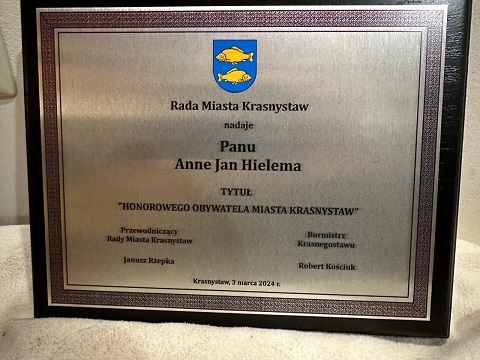 Rada Miasta Krasnystaw
nadaje
Panu
Anne Jan Hielema
TYTUŁ
"HONOROWEGO OBYWATELA MIASTA KRASNYSTAW"
Przewodniczący
Rady Miasta Krasnystaw
Janusz Rzepka
Burmistrz
Krasnegostawu
Robert Kościuk
Krasnystaw, 3 marca 2024 r.